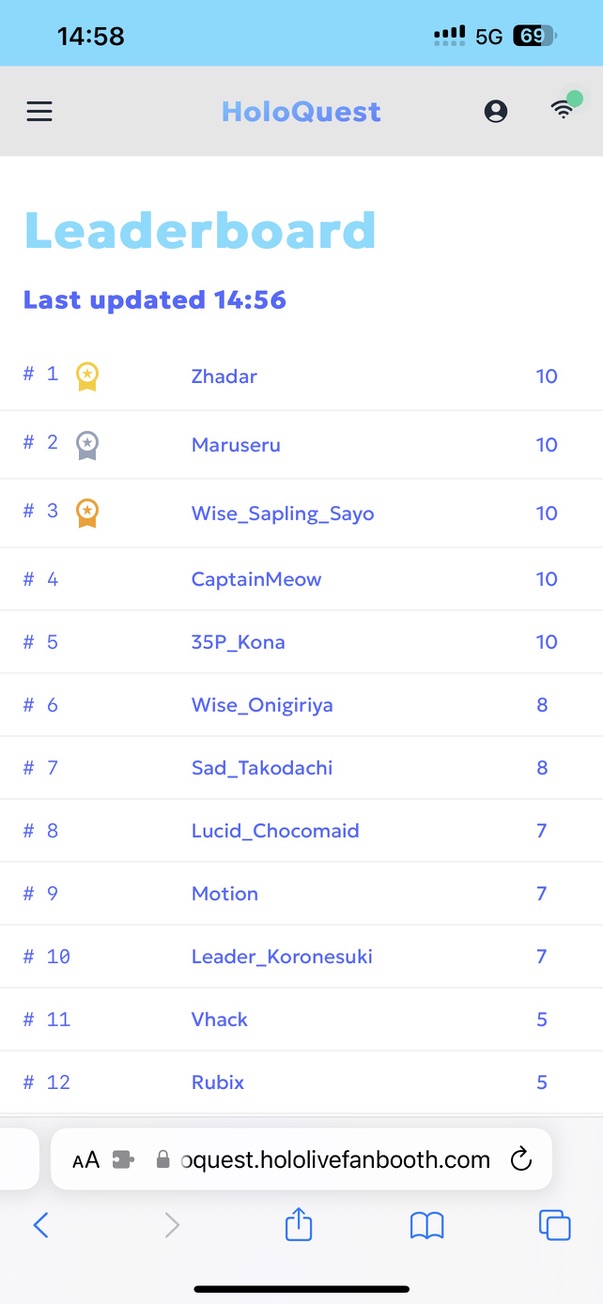 14:58 5G 69
HoloQuest
Leaderboard
Last updated 14:56
# 1 Zhadar 10
# 2 Maruseru 10
# 3 Wise_Sapling_Sayo 10
# 4 CaptainMeow 10
# 5 35P_Kona 10
# 6 Wise_Onigiriya 8
# 7 Sad_Takodachi 8
# 8 Lucid_Chocomaid 7
# 9 Motion 7
# 10 Leader_Koronesuki 7
# 11 Vhack 5
# 12 Rubix 5
AA oquest.hololivefanbooth.com